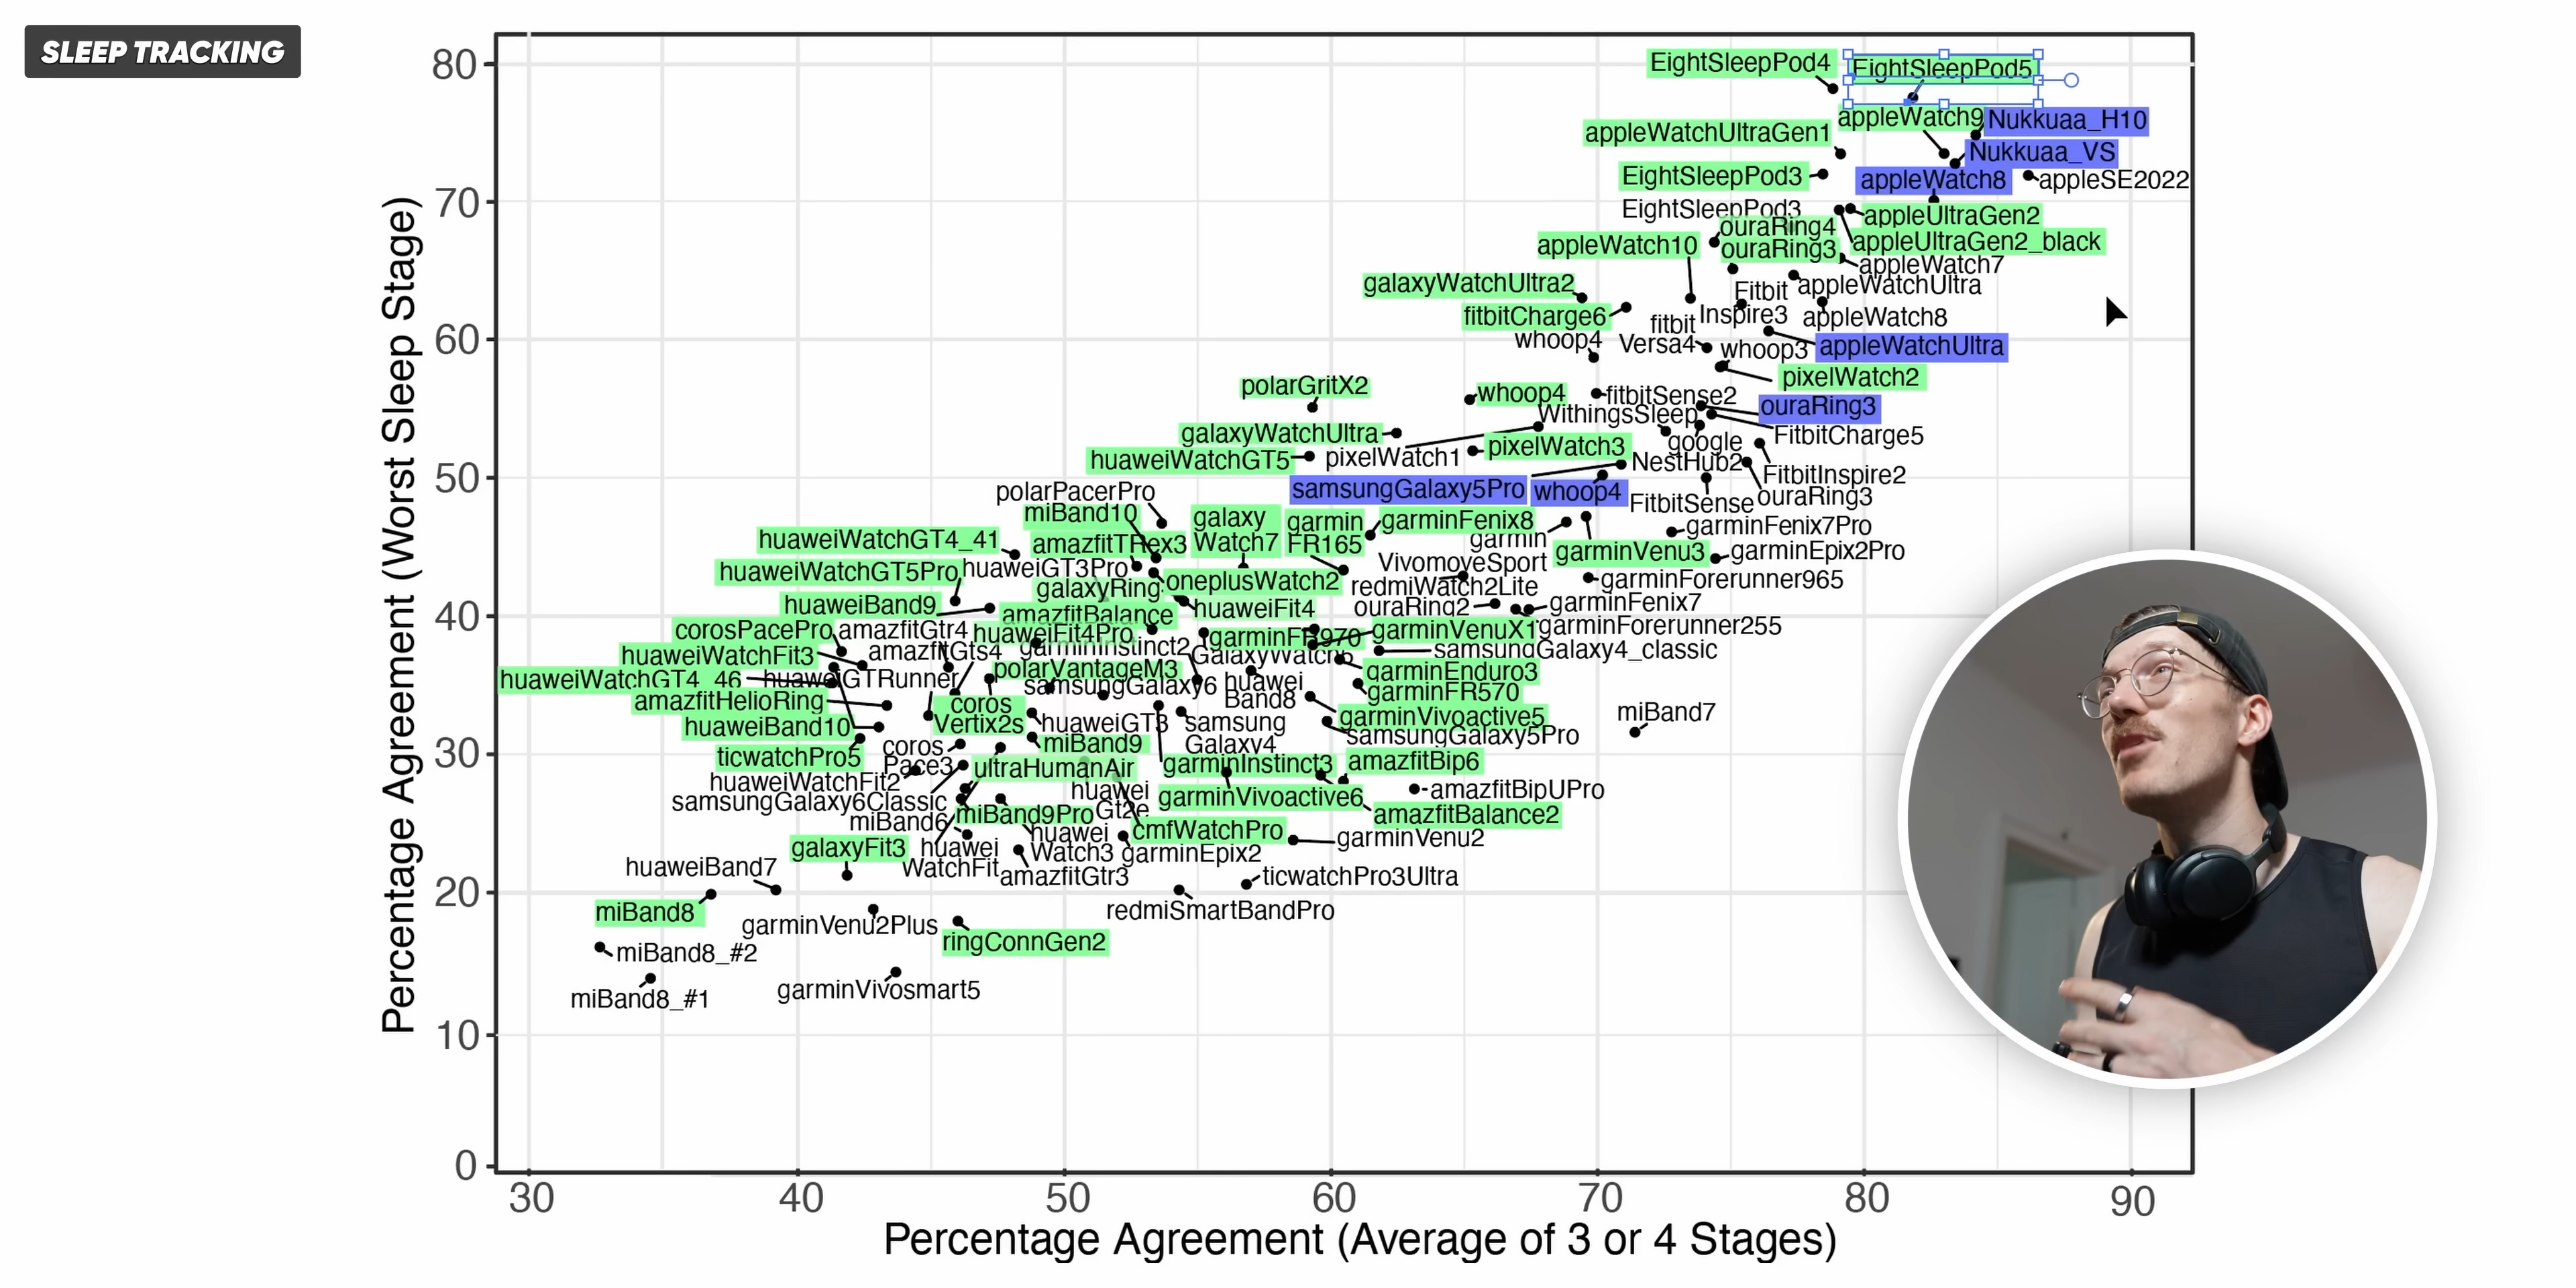 SLEEP TRACKING
80
EightSleepPod4
EightSleepPod5
appleWatch9
Nukkuaa_H10
appleWatchUltraGen1
Nukkuaa_VS
EightSleepPod3
appleWatch8
appleSE2022
70
EightSleepPod3
appleUltraGen2
ouraRing4
appleUltraGen2_black
appleWatch10
ouraRing3
appleWatch7
galaxyWatchUltra2
Fitbit
Inspire3
appleWatchUltra
fitbitCharge6
appleWatch8
fitbit
Versa4
60
whoop4
whoop3
appleWatchUltra
pixelWatch2
polarGritX2
whoop4
fitbitSense2
ouraRing3
WithingsSleep
galaxyWatchUltra
FitbitCharge5
google
NestHub2
pixelWatch3
huaweiWatchGT5
pixelWatch1
50
FitbitInspire2
samsungGalaxy5Pro
whoop4
ouraRing3
FitbitSense
polarPacerPro
miBand10
galaxy
Watch7
garmin
FR165
garminFenix8
garmin
VivomoveSport
garminFenix7Pro
huaweiWatchGT4_41
amazfitTRex3
garminVenu3
garminEpix2Pro
huaweiWatchGT5Pro
huaweiGT3Pro
galaxyRing
oneplusWatch2
redmiWatch2Lite
garminForerunner965
huaweiBand9
amazfitBalance
huaweiFit4
ouraRing2
garminFenix7
40
corosPacePro
amazfitGtr4
huaweiFit4Pro
garminInstinct2
garminFR970
garminVenuX1
garminForerunner255
huaweiWatchFit3
amazfitGts4
GalaxyWatch6
samsungGalaxy4_classic
huaweiWatchGT4_46
huaweiGTRunner
polarVantageM3
samsungGalaxy6
huawei
Band8
garminEnduro3
garminFR570
amazfitHelioRing
coros
Vertix2s
huaweiBand10
huaweiGT3
samsung
Galaxy4
garminVivoactive5
samsungGalaxy5Pro
miBand7
30
ticwatchPro5
coros
Pace3
miBand9
huaweiWatchFit2
ultraHumanAir
garminInstinct3
amazfitBip6
samsungGalaxy6Classic
huawei
Gt2e
garminVivoactive6
amazfitBipUPro
miBand6
miBand9Pro
amazfitBalance2
galaxyFit3
huawei
WatchFit
huawei
Watch3
cmfWatchPro
garminVenu2
garminEpix2
huaweiBand7
amazfitGtr3
ticwatchPro3Ultra
20
miBand8
redmiSmartBandPro
garminVenu2Plus
ringConnGen2
miBand8_#2
miBand8_#1
garminVivosmart5
10
0
Percentage Agreement (Worst Sleep Stage)
30 40 50 60 70 80 90
Percentage Agreement (Average of 3 or 4 Stages)